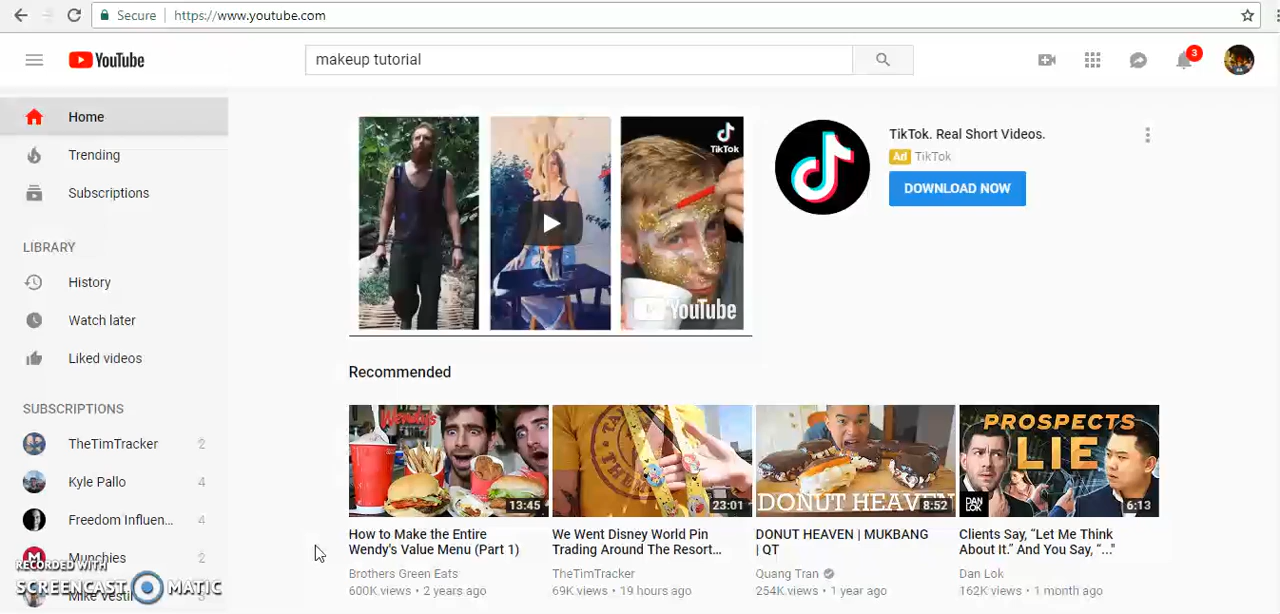 Secure https://www.youtube.com
YouTube
makeup tutorial
3
Home
Trending
Subscriptions
LIBRARY
History
Watch later
Liked videos
SUBSCRIPTIONS
TheTimTracker 2
Kyle Pallo 4
Freedom Influen... 4
Munchies 2
RECORDED WITH
SCREENCAST MATIC
TikTok
YouTube
TikTok. Real Short Videos.
Ad TikTok
DOWNLOAD NOW
Recommended
Wendy's
13:45
How to Make the Entire
Wendy's Value Menu (Part 1)
Brothers Green Eats
600K views • 2 years ago
23:01
We Went Disney World Pin
Trading Around The Resort...
TheTimTracker
69K views • 19 hours ago
DONUT HEAVEN
8:52
DONUT HEAVEN | MUKBANG
| QT
Quang Tran
254K views • 1 year ago
PROSPECTS
LIE
DAN
LOK
6:13
Clients Say, “Let Me Think
About It.” And You Say, “..."
Dan Lok
162K views • 1 month ago